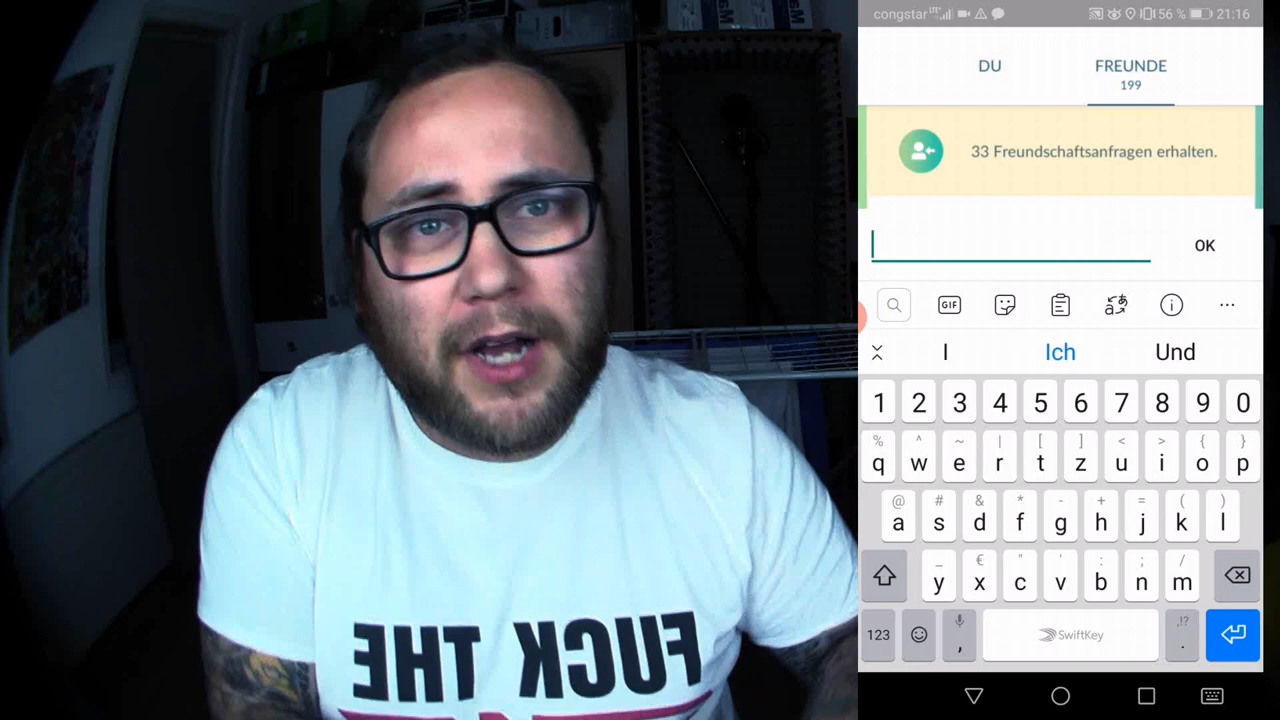 FUCK THE
congstar LTE 56 % 21:16
DU FREUNDE
199
33 Freundschaftsanfragen erhalten.
OK
GIF
I Ich Und
1 2 3 4 5 6 7 8 9 0
% ^ ~ | [ ] < > { }
q w e r t z u i o p
@ # & * - + = ( )
a s d f g h j k l
_ € " ' : ; /
y x c v b n m
123 , SwiftKey ,!? .